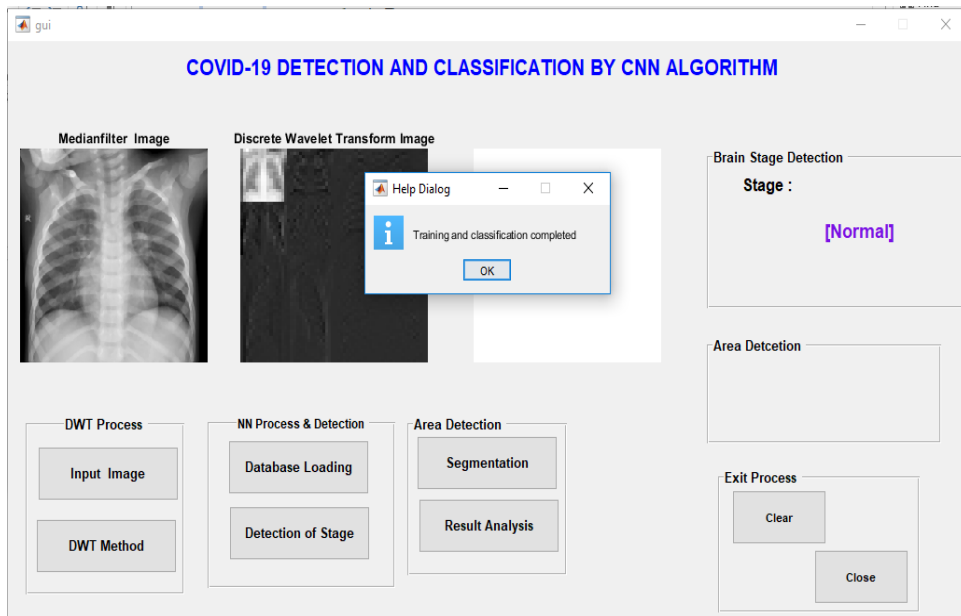 gui
COVID-19 DETECTION AND CLASSIFICATION BY CNN ALGORITHM
Medianfilter Image
Discrete Wavelet Transform Image
Help Dialog
Training and classification completed
OK
Brain Stage Detection
Stage :
[Normal]
Area Detcetion
DWT Process
Input Image
DWT Method
NN Process & Detection
Database Loading
Detection of Stage
Area Detection
Segmentation
Result Analysis
Exit Process
Clear
Close